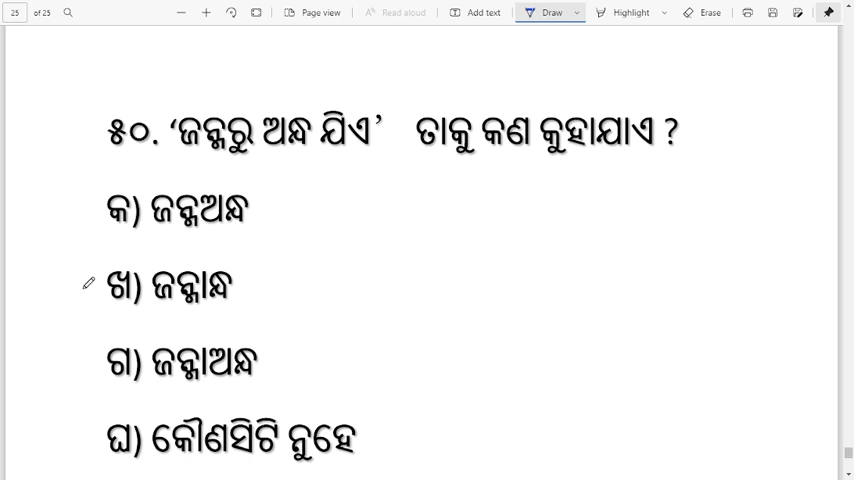 25 of 25 Page view Read aloud Add text Draw Highlight Erase
୫୦. ‘ଜନ୍ମରୁ ଅନ୍ଧ ଯିଏ’ ତାକୁ କଣ କୁହାଯାଏ ?
କ) ଜନ୍ମଅନ୍ଧ
ଖ) ଜନ୍ମାନ୍ଧ
ଗ) ଜନ୍ମାଅନ୍ଧ
ଘ) କୌଣସିଟି ନୁହେ